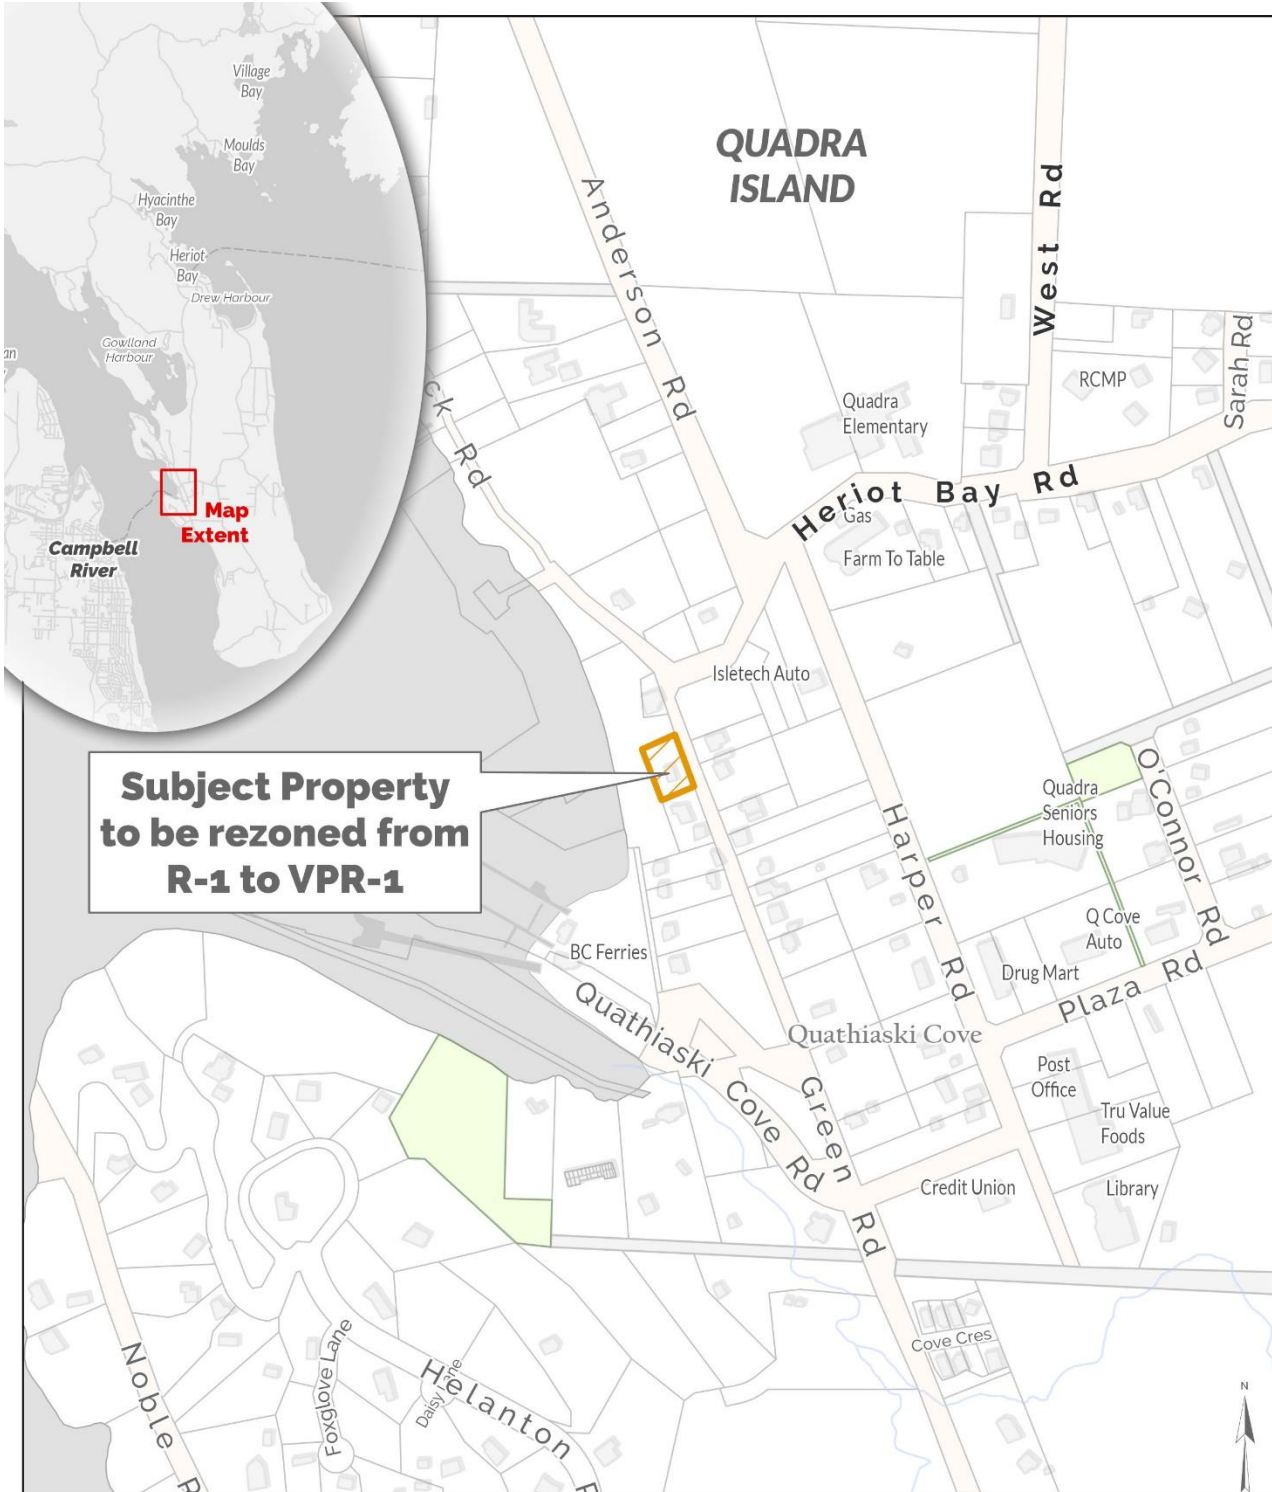 Village
Bay
Moulds
Bay
Hyacinthe
Bay
Heriot
Bay
Drew Harbour
Gowlland
Harbour
an
Map
Extent
Campbell
River
QUADRA
ISLAND
Anderson Rd
West Rd
Sarah Rd
RCMP
Quadra
Elementary
ck Rd
Heriot Bay Rd
Gas
Farm To Table
Isletech Auto
Subject Property
to be rezoned from
R-1 to VPR-1
Quadra
Seniors
Housing
O'Connor Rd
Harper Rd
Q Cove
Auto
BC Ferries
Drug Mart
Plaza Rd
Quathiaski Cove Rd
Quathiaski Cove
Green Rd
Post
Office
Tru Value
Foods
Credit Union
Library
Cove Cres
Foxglove Lane
Daisy Lane
Helanton R
Noble R
N